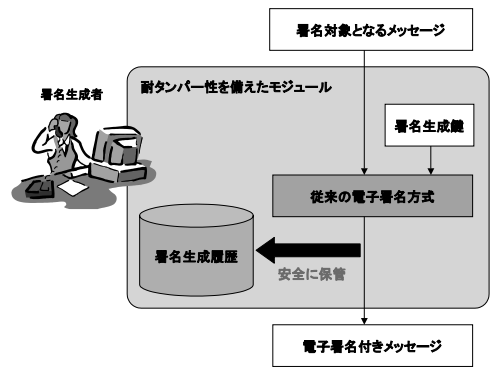 署名対象となるメッセージ
署名生成者
耐タンパー性を備えたモジュール
署名生成鍵
従来の電子署名方式
署名生成履歴
安全に保管
電子署名付きメッセージ